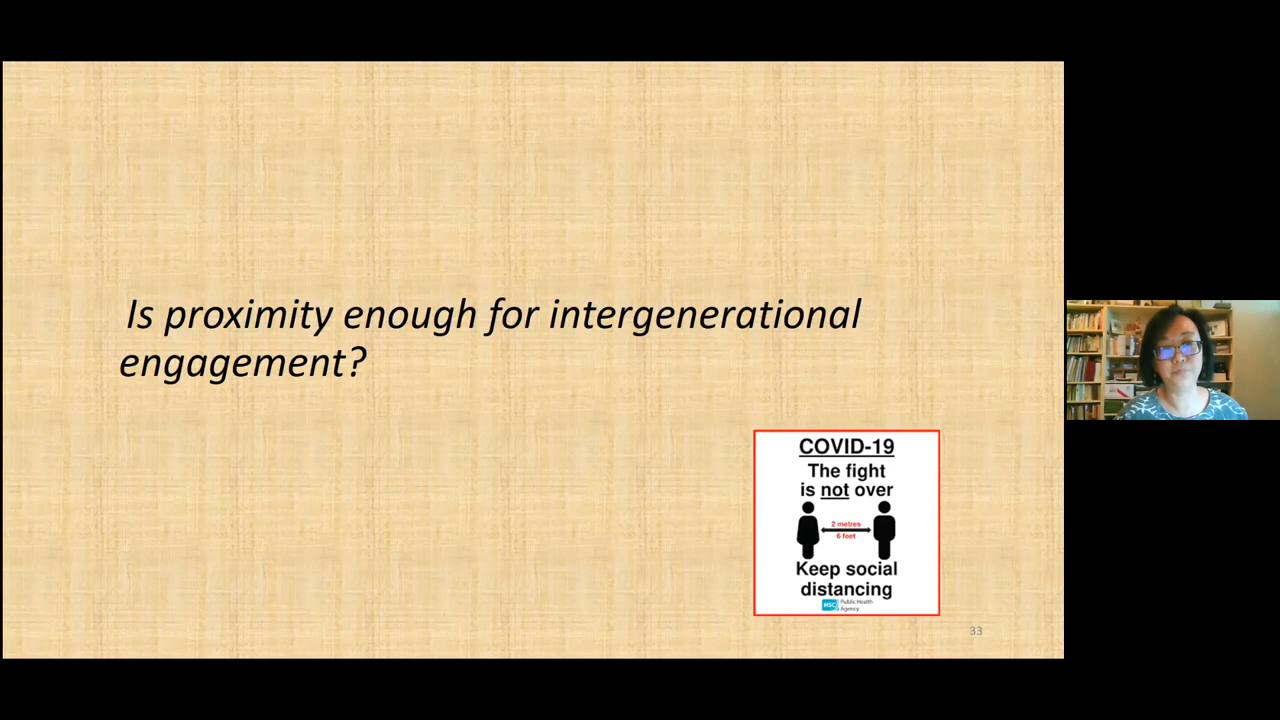 Is proximity enough for intergenerational
engagement?
COVID-19
The fight
is not over
2 metres
6 feet
Keep social
distancing
HSC Public Health
Agency
33